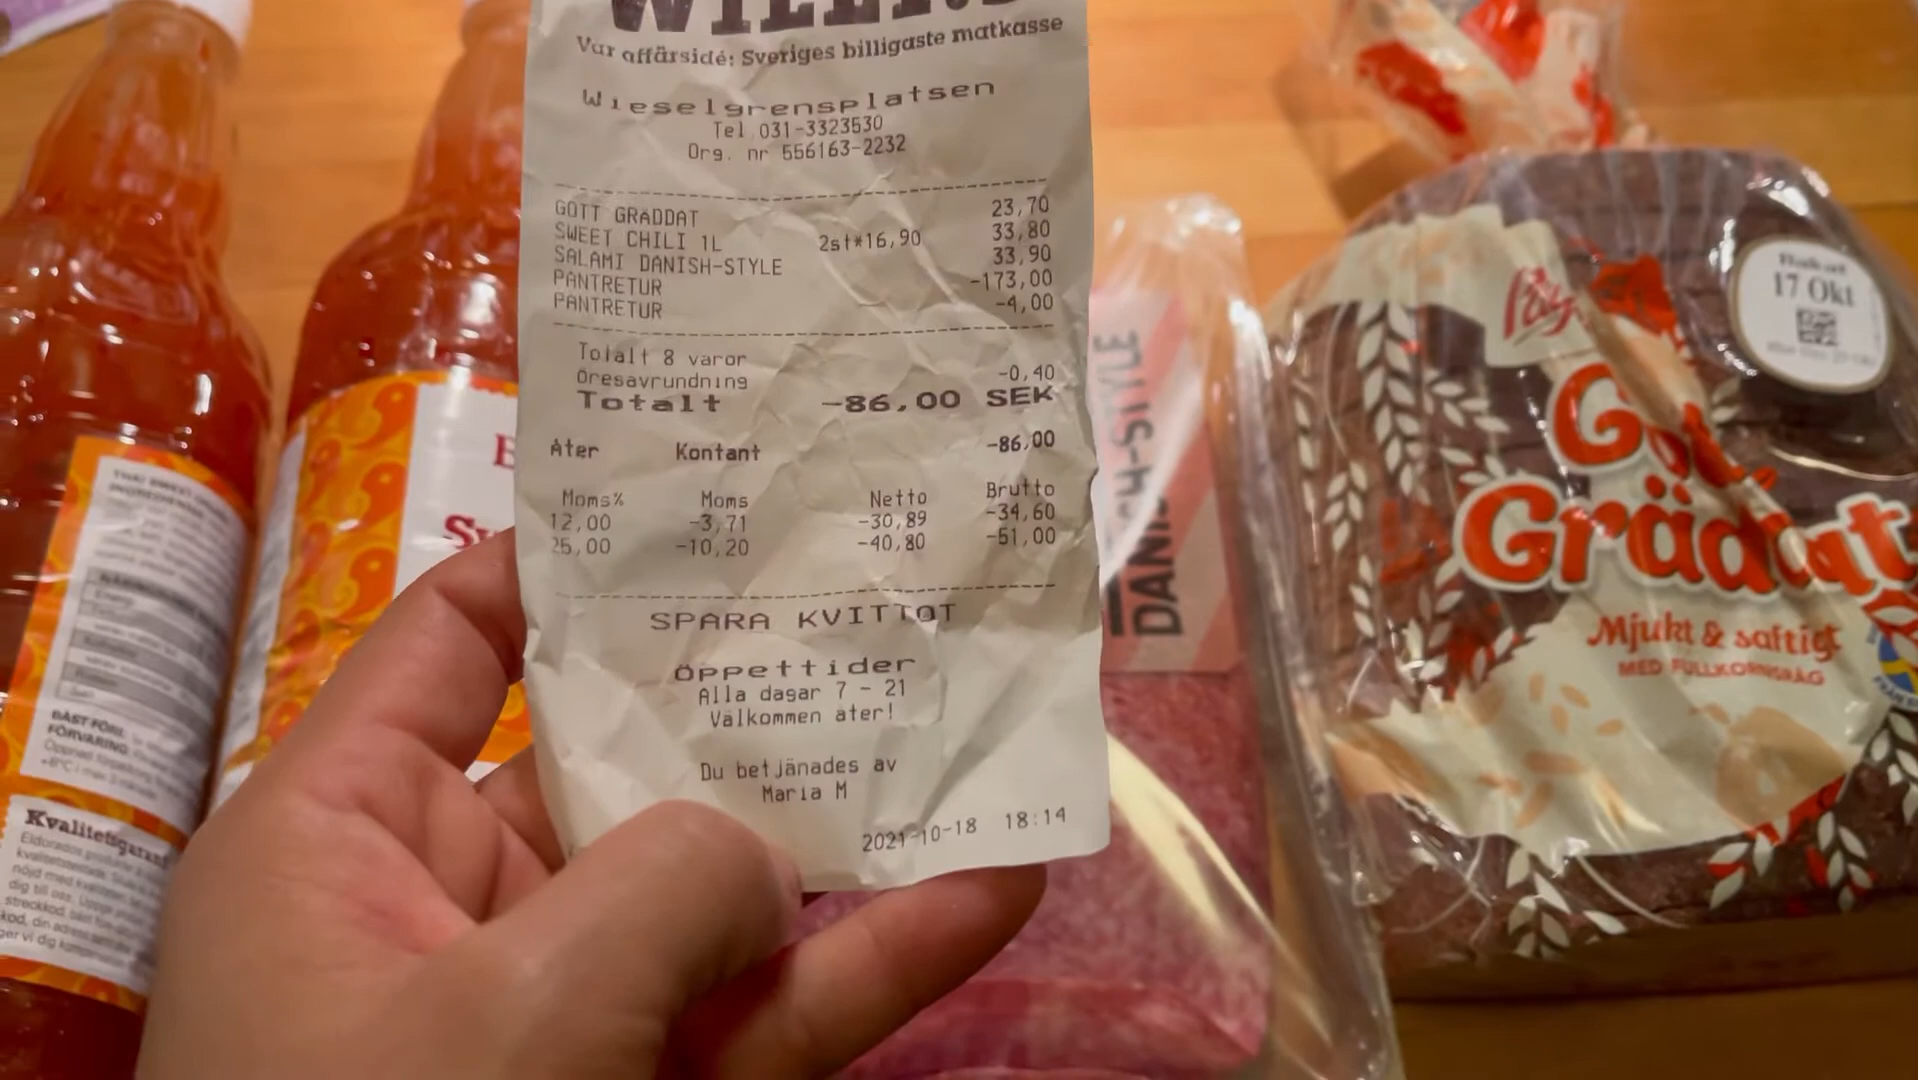 Vår affärsidé: Sveriges billigaste matkasse
Wieselgrensplatsen
Tel 031-3323530
Org. nr 556163-2232
GOTT GRÄDDAT 23,70
SWEET CHILI 1L 2st*16,90 33,80
SALAMI DANISH-STYLE 33,90
PANTRETUR -173,00
PANTRETUR -4,00
Totalt 8 varor
Öresavrundning -0,40
Totalt -86,00 SEK
Åter Kontant -86,00
Moms% Moms Netto Brutto
12,00 -3,71 -30,89 -34,60
25,00 -10,20 -40,80 -51,00
SPARA KVITTOT
Öppettider
Alla dagar 7 - 21
Välkommen åter!
Du betjänades av
Maria M
2021-10-18 18:14
BÄST FÖRE
FÖRVARING
Kvalitetsgaranti
17 Okt
Gott
Gräddat
Mjukt & saftigt
MED FULLKORNSRÅG